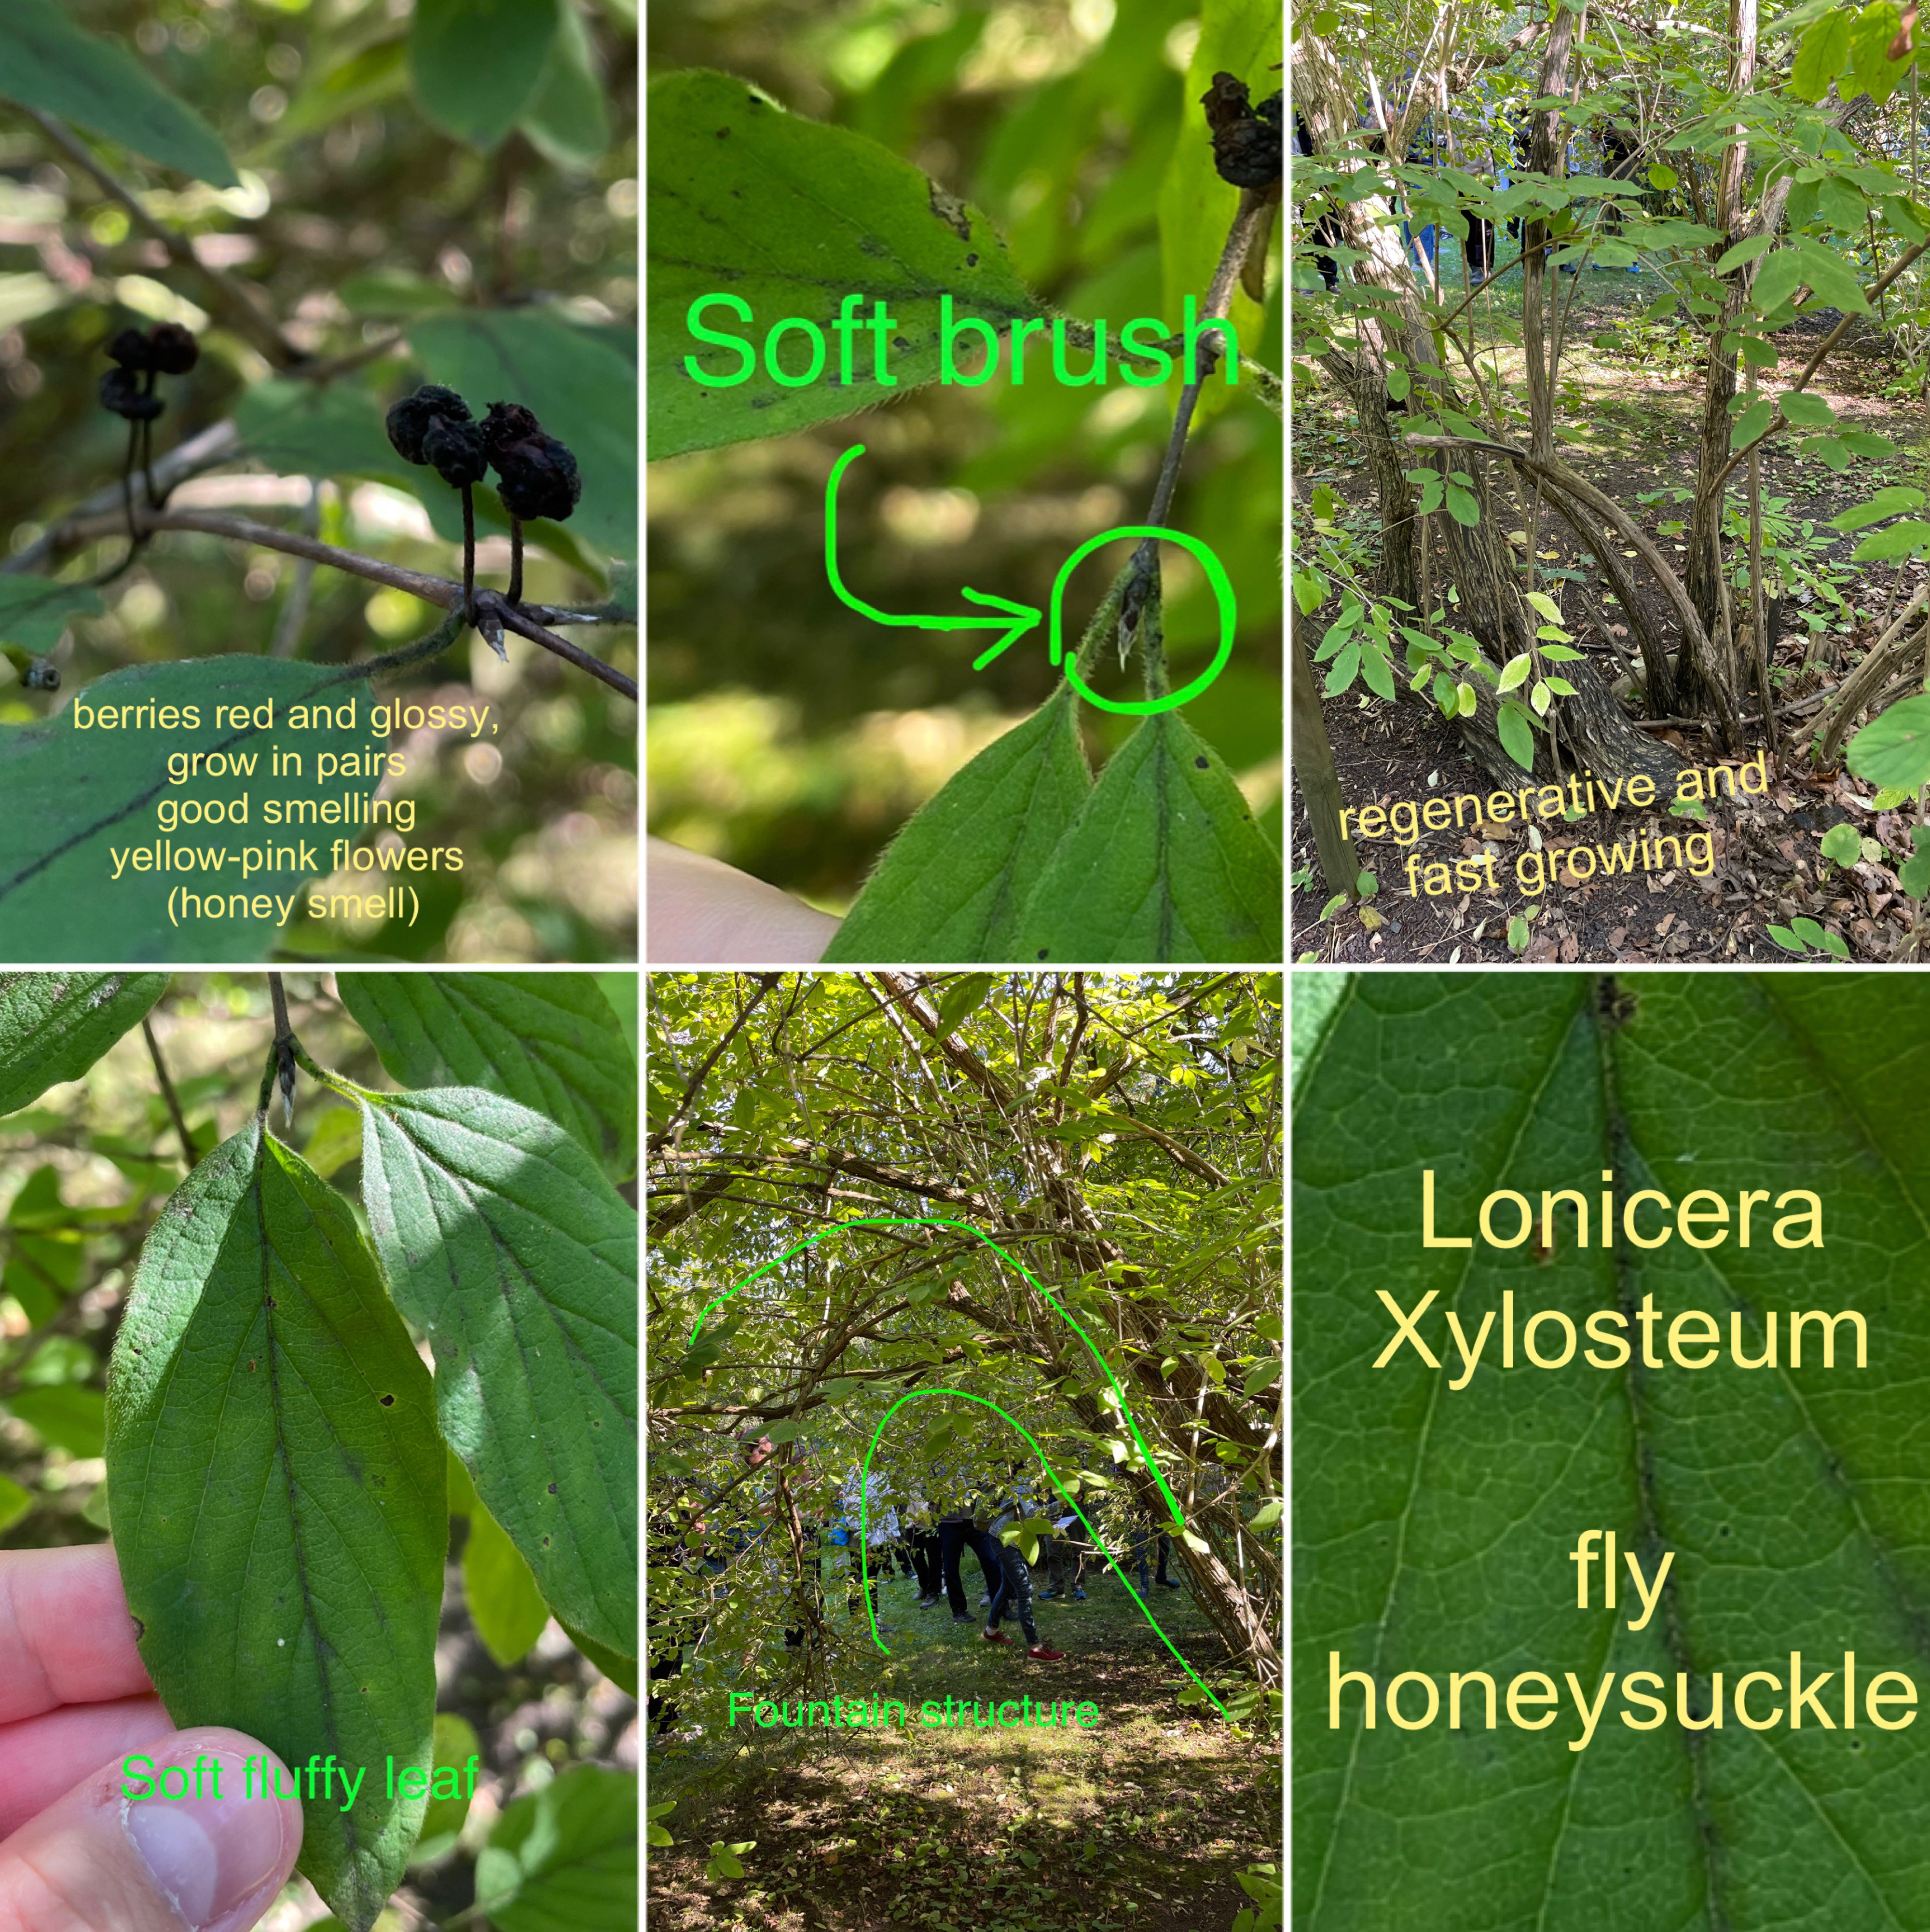 berries red and glossy,
grow in pairs
good smelling
yellow-pink flowers
(honey smell)
Soft brush
regenerative and
fast growing
Soft fluffy leaf
Fountain structure
Lonicera
Xylosteum
fly
honeysuckle